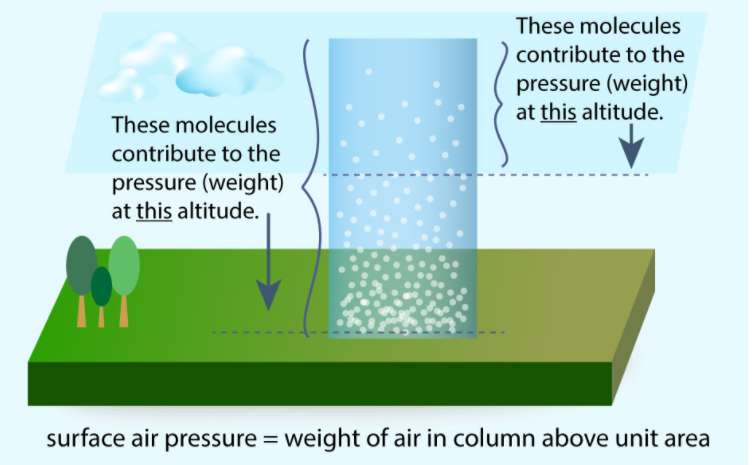 These molecules
contribute to the
pressure (weight)
at this altitude.
These molecules
contribute to the
pressure (weight)
at this altitude.
surface air pressure = weight of air in column above unit area